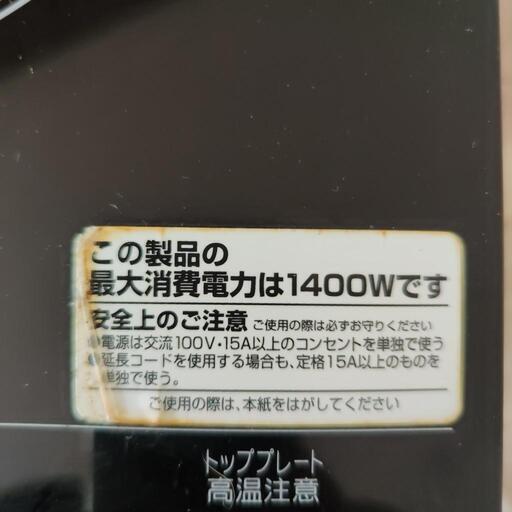 この製品の
最大消費電力は1400Wです
安全上のご注意 ご使用の際は必ずお守りください
●電源は交流100V・15A以上のコンセントを単独で使う
●延長コードを使用する場合も、定格15A以上のものを
単独で使う。
ご使用の際は、本紙をはがしてください
トッププレート
高温注意